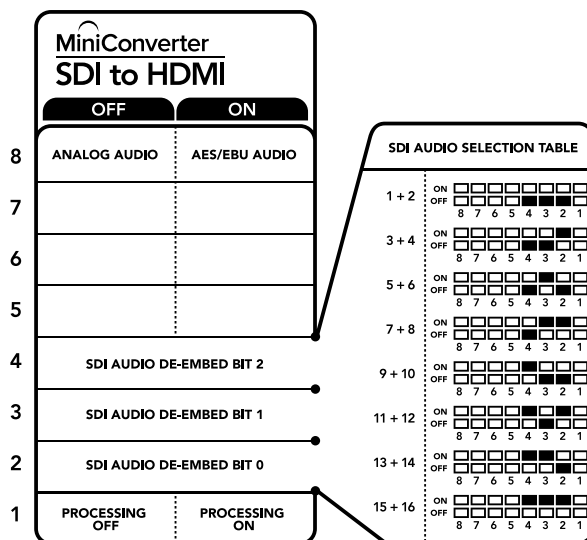 MiniConverter
SDI to HDMI
OFF ON
8 ANALOG AUDIO AES/EBU AUDIO
7
6
5
4 SDI AUDIO DE-EMBED BIT 2
3 SDI AUDIO DE-EMBED BIT 1
2 SDI AUDIO DE-EMBED BIT 0
1 PROCESSING OFF PROCESSING ON
SDI AUDIO SELECTION TABLE
1 + 2 ON
OFF
8 7 6 5 4 3 2 1
3 + 4 ON
OFF
8 7 6 5 4 3 2 1
5 + 6 ON
OFF
8 7 6 5 4 3 2 1
7 + 8 ON
OFF
8 7 6 5 4 3 2 1
9 + 10 ON
OFF
8 7 6 5 4 3 2 1
11 + 12 ON
OFF
8 7 6 5 4 3 2 1
13 + 14 ON
OFF
8 7 6 5 4 3 2 1
15 + 16 ON
OFF
8 7 6 5 4 3 2 1